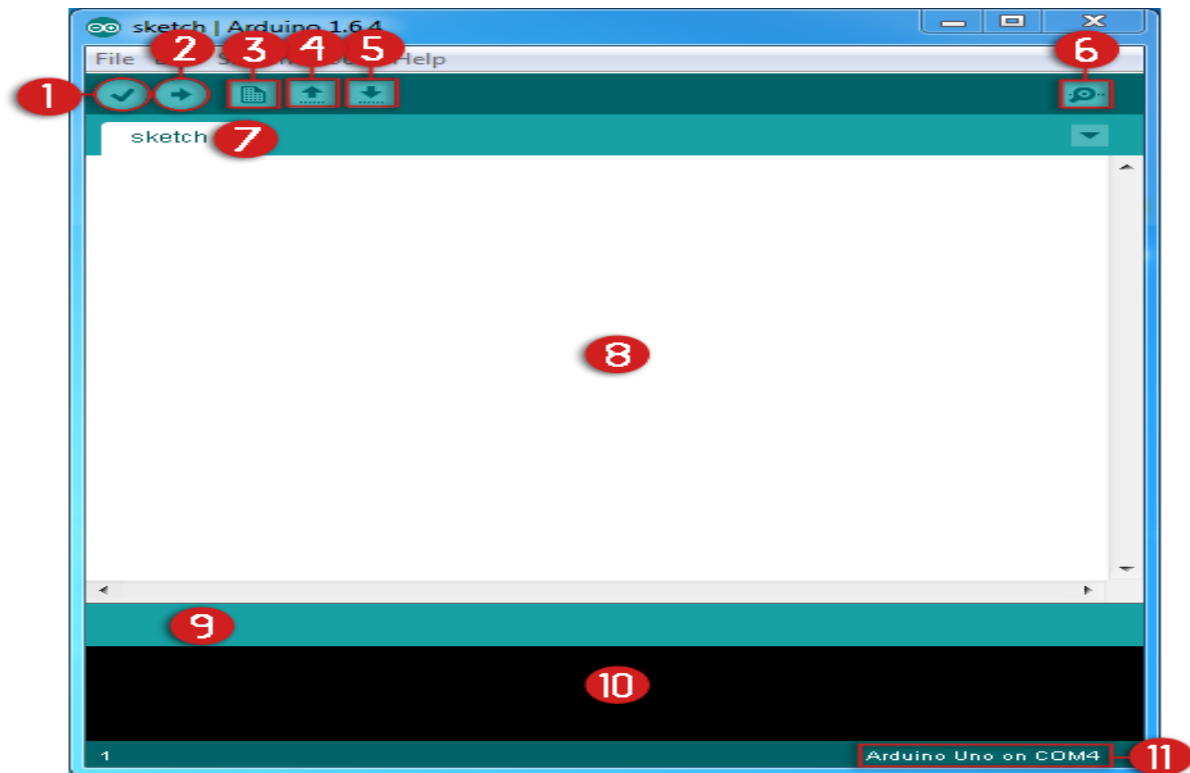 sketch | Arduino 1.6.4
File Help
1 2 3 4 5 6
sketch 7
8
9
10
1 Arduino Uno on COM4 11